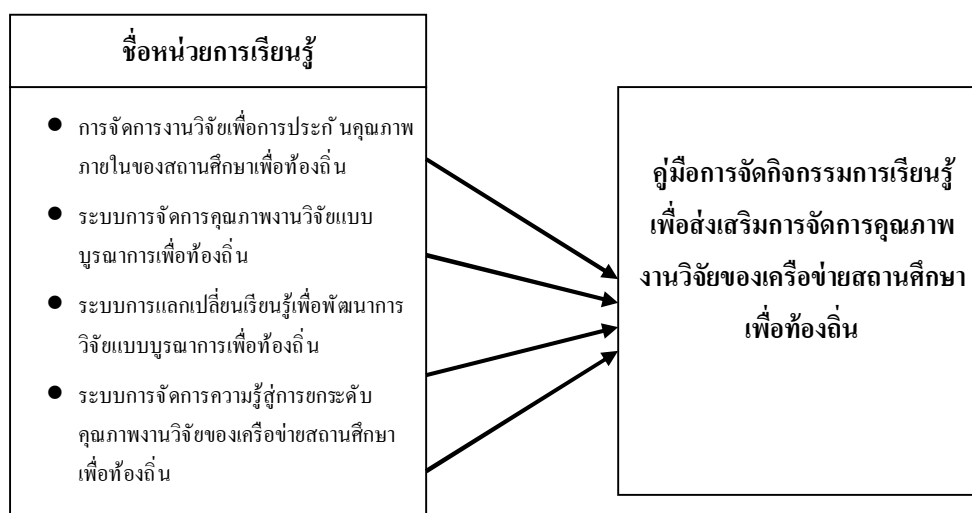 ชื่อหน่วยการเรียนรู้
● การจัดการงานวิจัยเพื่อการประกันคุณภาพ
ภายในของสถานศึกษาเพื่อท้องถิ่น
● ระบบการจัดการคุณภาพงานวิจัยแบบ
บูรณาการเพื่อท้องถิ่น
● ระบบการแลกเปลี่ยนเรียนรู้เพื่อพัฒนาการ
วิจัยแบบบูรณาการเพื่อท้องถิ่น
● ระบบการจัดการความรู้สู่การยกระดับ
คุณภาพงานวิจัยของเครือข่ายสถานศึกษา
เพื่อท้องถิ่น
คู่มือการจัดกิจกรรมการเรียนรู้
เพื่อส่งเสริมการจัดการคุณภาพ
งานวิจัยของเครือข่ายสถานศึกษา
เพื่อท้องถิ่น